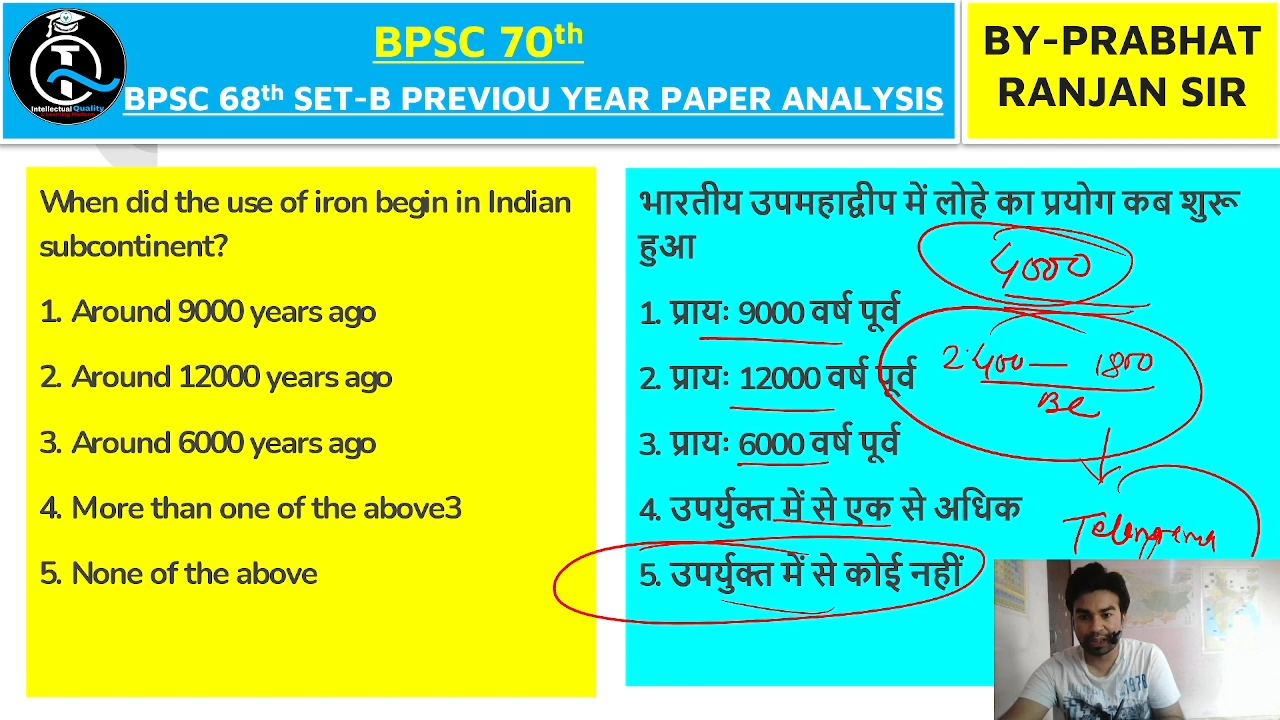 BPSC 70th
BPSC 68th SET-B PREVIOU YEAR PAPER ANALYSIS
BY-PRABHAT
RANJAN SIR
Intellectual Quality
When did the use of iron begin in Indian
subcontinent?
1. Around 9000 years ago
2. Around 12000 years ago
3. Around 6000 years ago
4. More than one of the above3
5. None of the above
भारतीय उपमहाद्वीप में लोहे का प्रयोग कब शुरू
हुआ
4000
1. प्रायः 9000 वर्ष पूर्व
2400 — 1800
BC
2. प्रायः 12000 वर्ष पूर्व
3. प्रायः 6000 वर्ष पूर्व
4. उपर्युक्त में से एक से अधिक
Telangana
5. उपर्युक्त में से कोई नहीं
1978